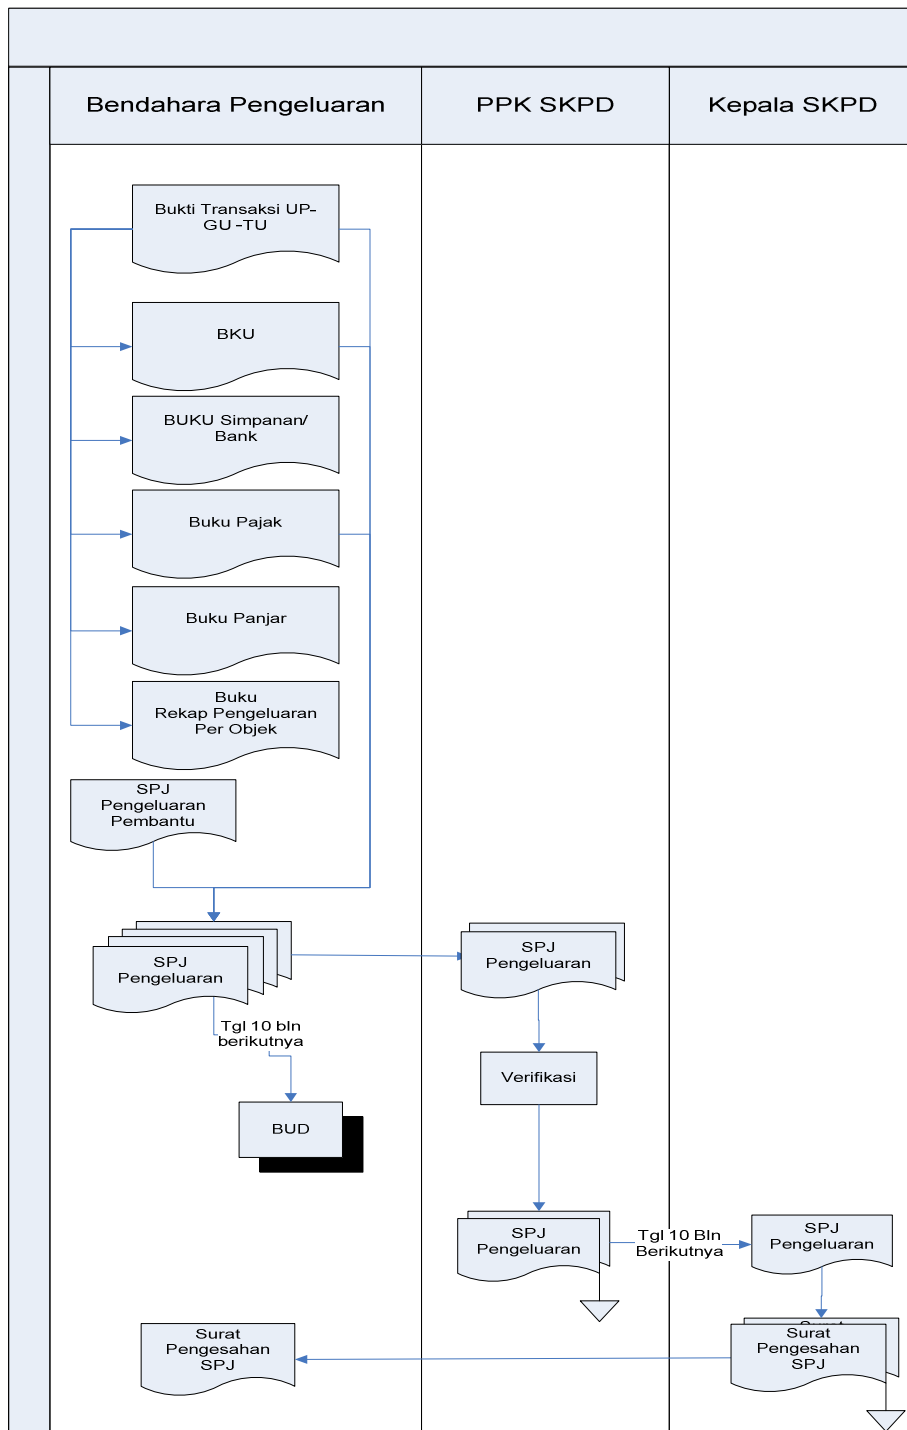 Bendahara Pengeluaran
PPK SKPD
Kepala SKPD
Bukti Transaksi UP-
GU -TU
BKU
BUKU Simpanan/
Bank
Buku Pajak
Buku Panjar
Buku
Rekap Pengeluaran
Per Objek
SPJ
Pengeluaran
Pembantu
SPJ
Pengeluaran
SPJ
Pengeluaran
Tgl 10 bln
berikutnya
Verifikasi
BUD
SPJ
Pengeluaran
Tgl 10 Bln
Berikutnya
SPJ
Pengeluaran
Surat
Pengesahan
SPJ
Surat
Surat
Pengesahan
SPJ